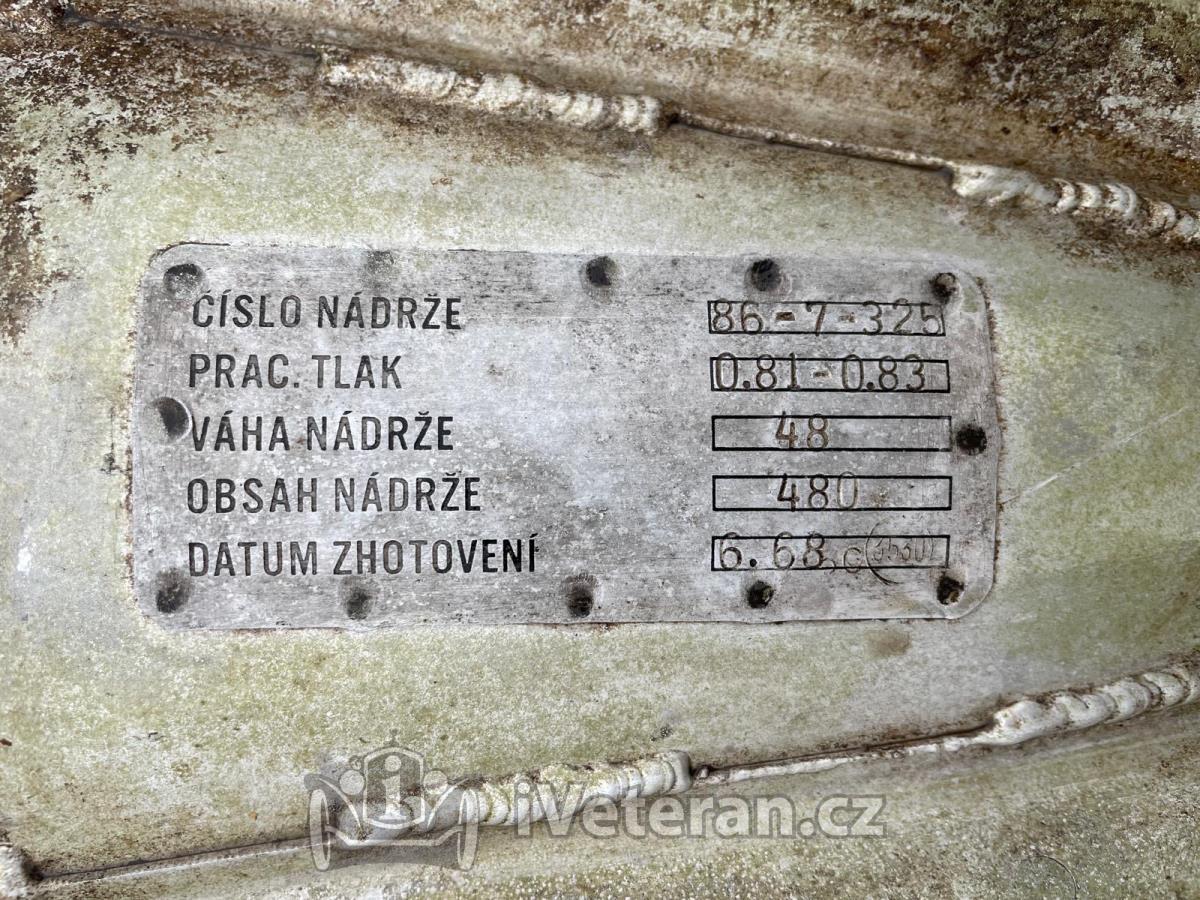 ČÍSLO NÁDRŽE 86-7-325
PRAC. TLAK 0.81-0.83
VÁHA NÁDRŽE 48
OBSAH NÁDRŽE 480
DATUM ZHOTOVENÍ 6.68
iVeteran.cz